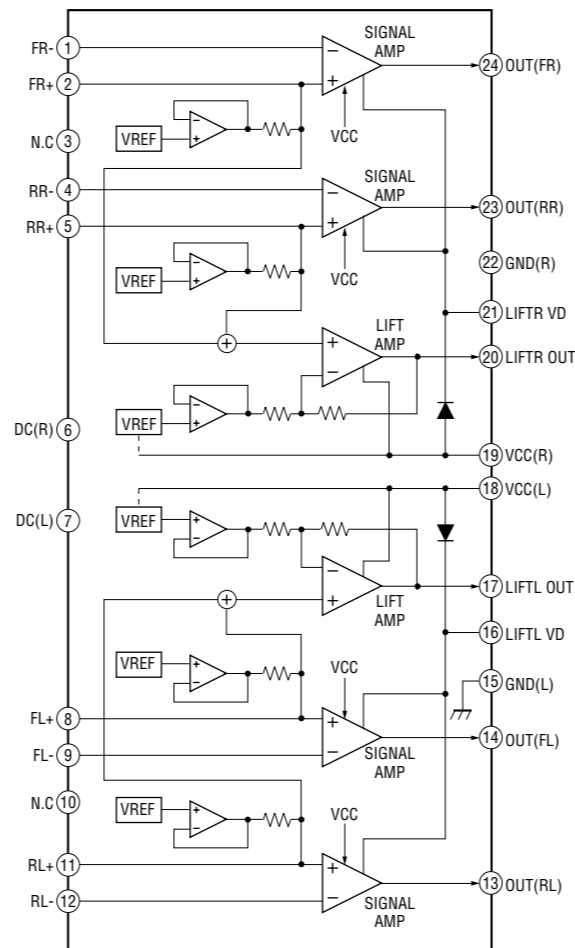 SIGNAL
AMP
FR- 1
24 OUT(FR)
FR+ 2
-
+
VREF
-
+
VCC
N.C 3
SIGNAL
AMP
RR- 4
23 OUT(RR)
RR+ 5
-
+
VREF
-
+
VCC
22 GND(R)
21 LIFTR VD
LIFT
AMP
+
+
-
20 LIFTR OUT
DC(R) 6
VREF
-
+
19 VCC(R)
18 VCC(L)
DC(L) 7
VREF
+
-
-
+
17 LIFTL OUT
LIFT
AMP
+
16 LIFTL VD
VREF
+
-
VCC
15 GND(L)
FL+ 8
+
-
14 OUT(FL)
FL- 9
SIGNAL
AMP
N.C 10
VREF
+
-
VCC
RL+ 11
+
-
13 OUT(RL)
RL- 12
SIGNAL
AMP